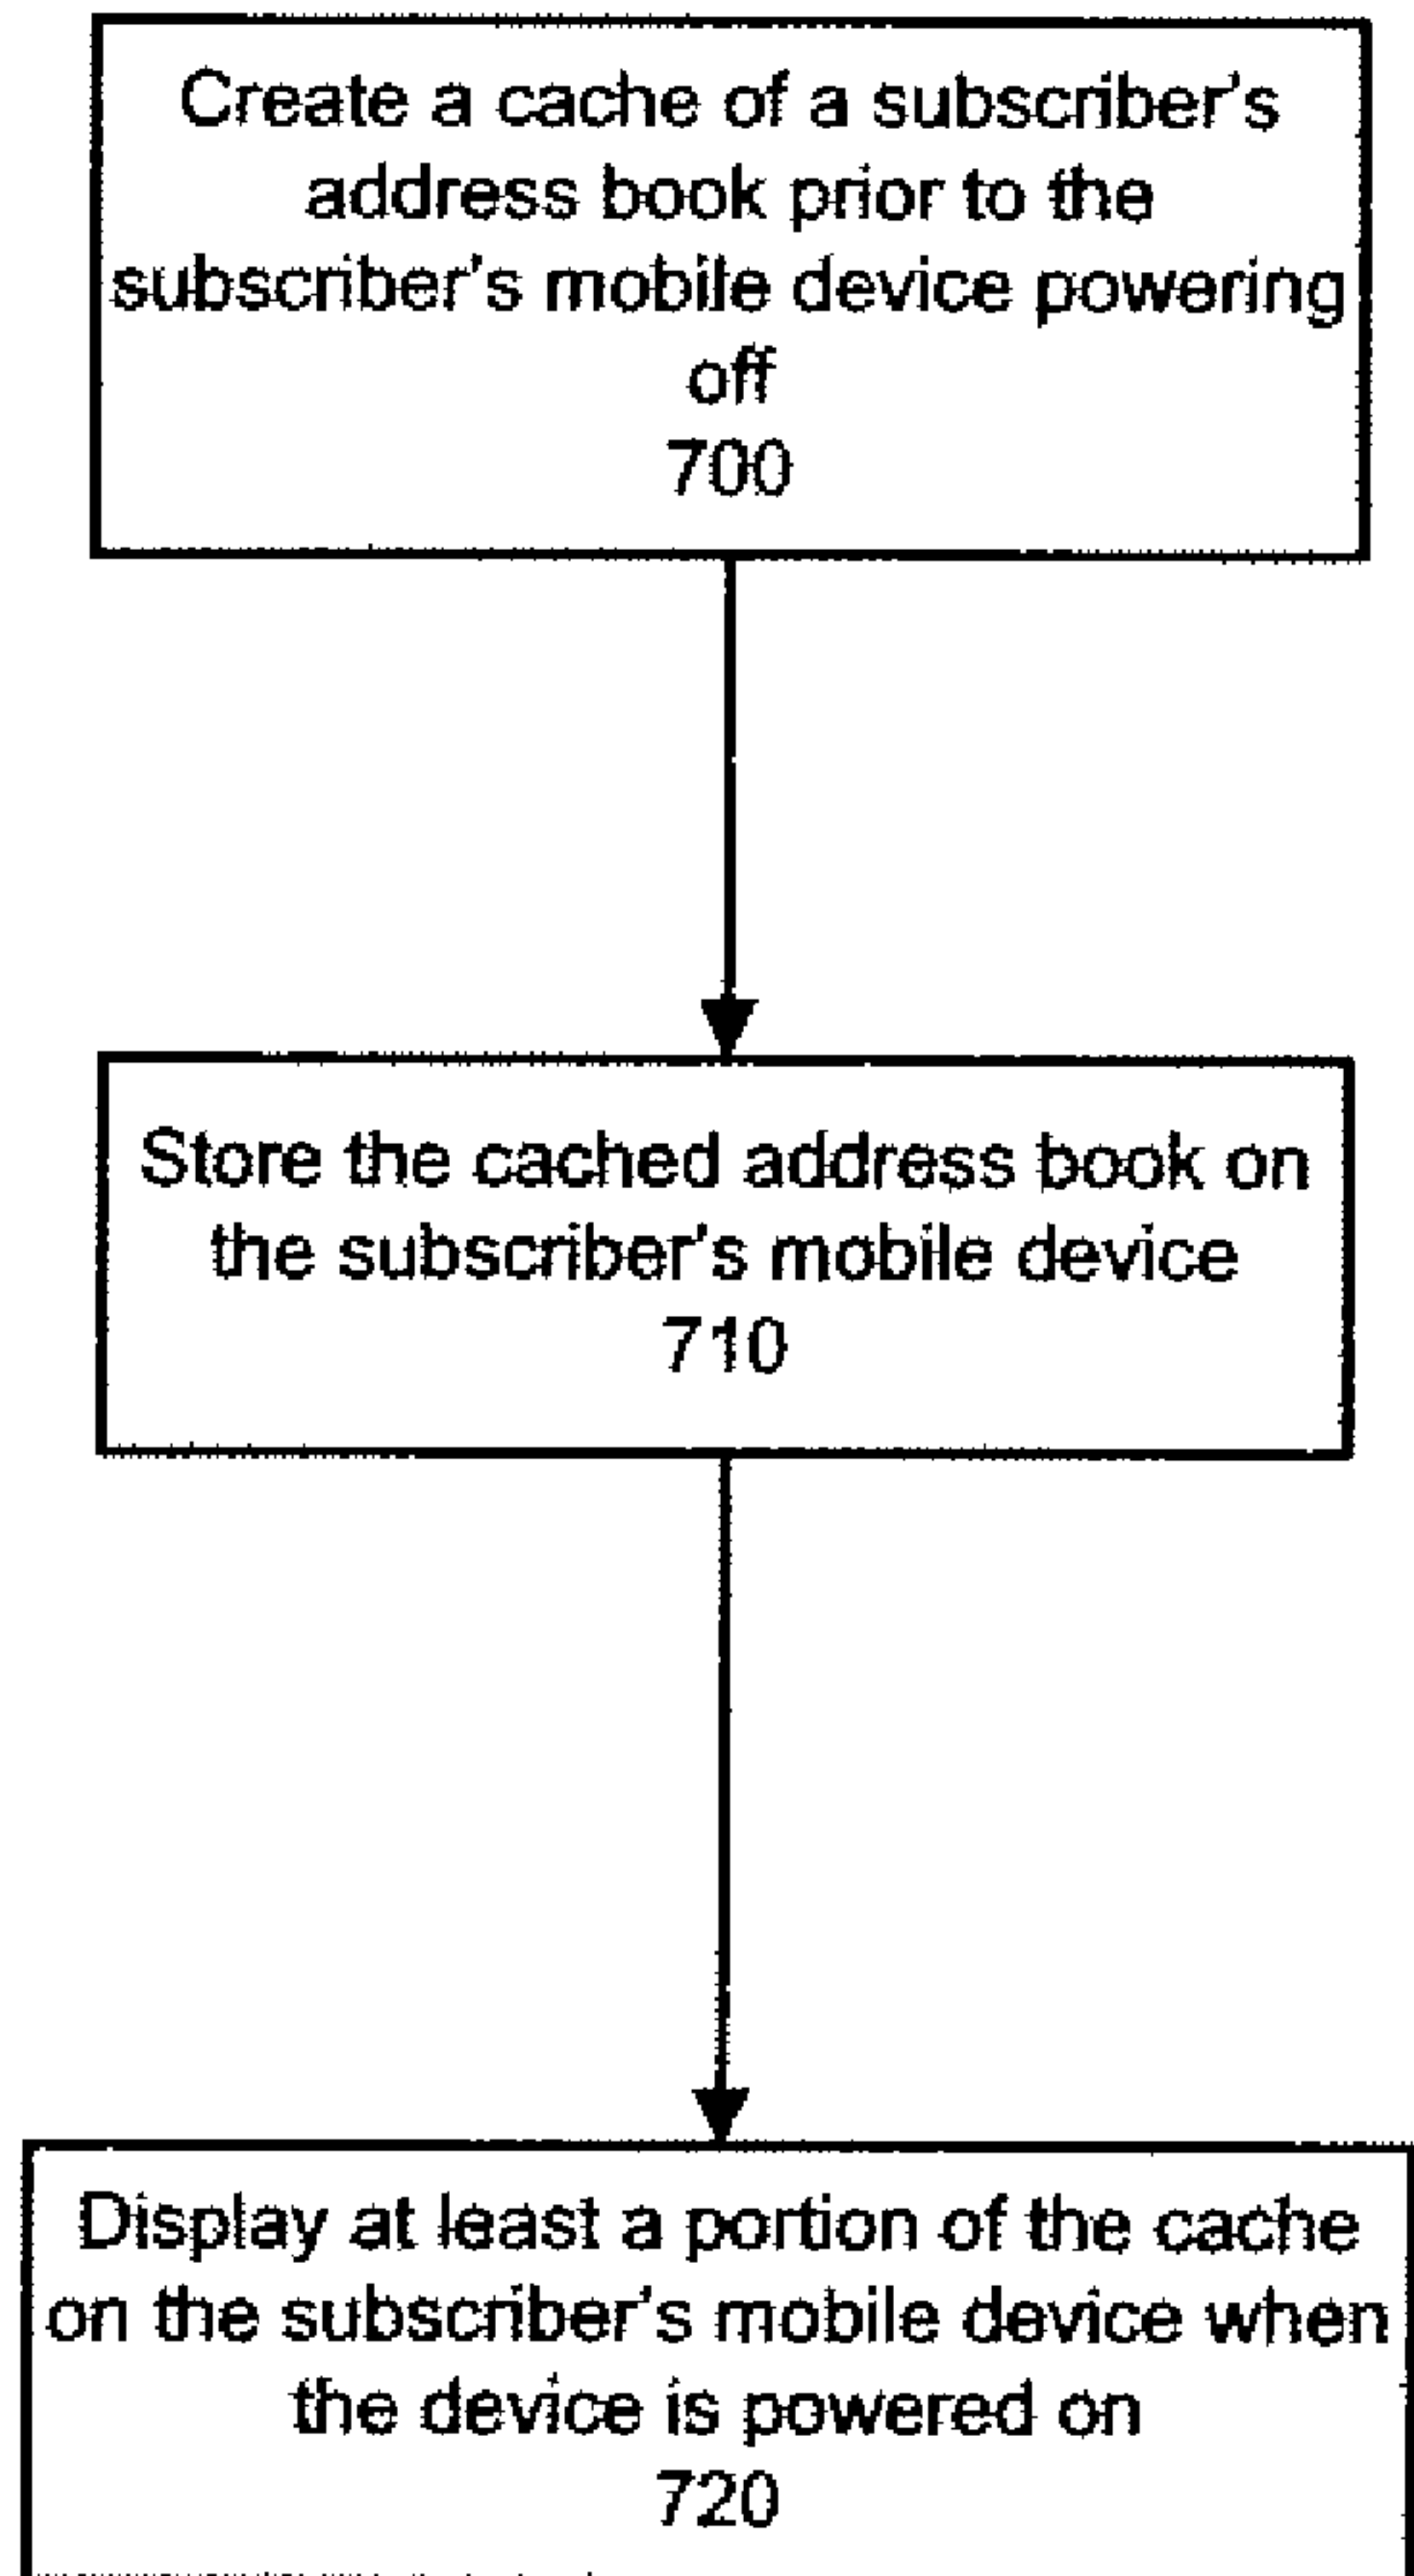 Create a cache of a subscriber's
address book prior to the
subscriber's mobile device powering
off
700
Store the cached address book on
the subscriber's mobile device
710
Display at least a portion of the cache
on the subscriber's mobile device when
the device is powered on
720